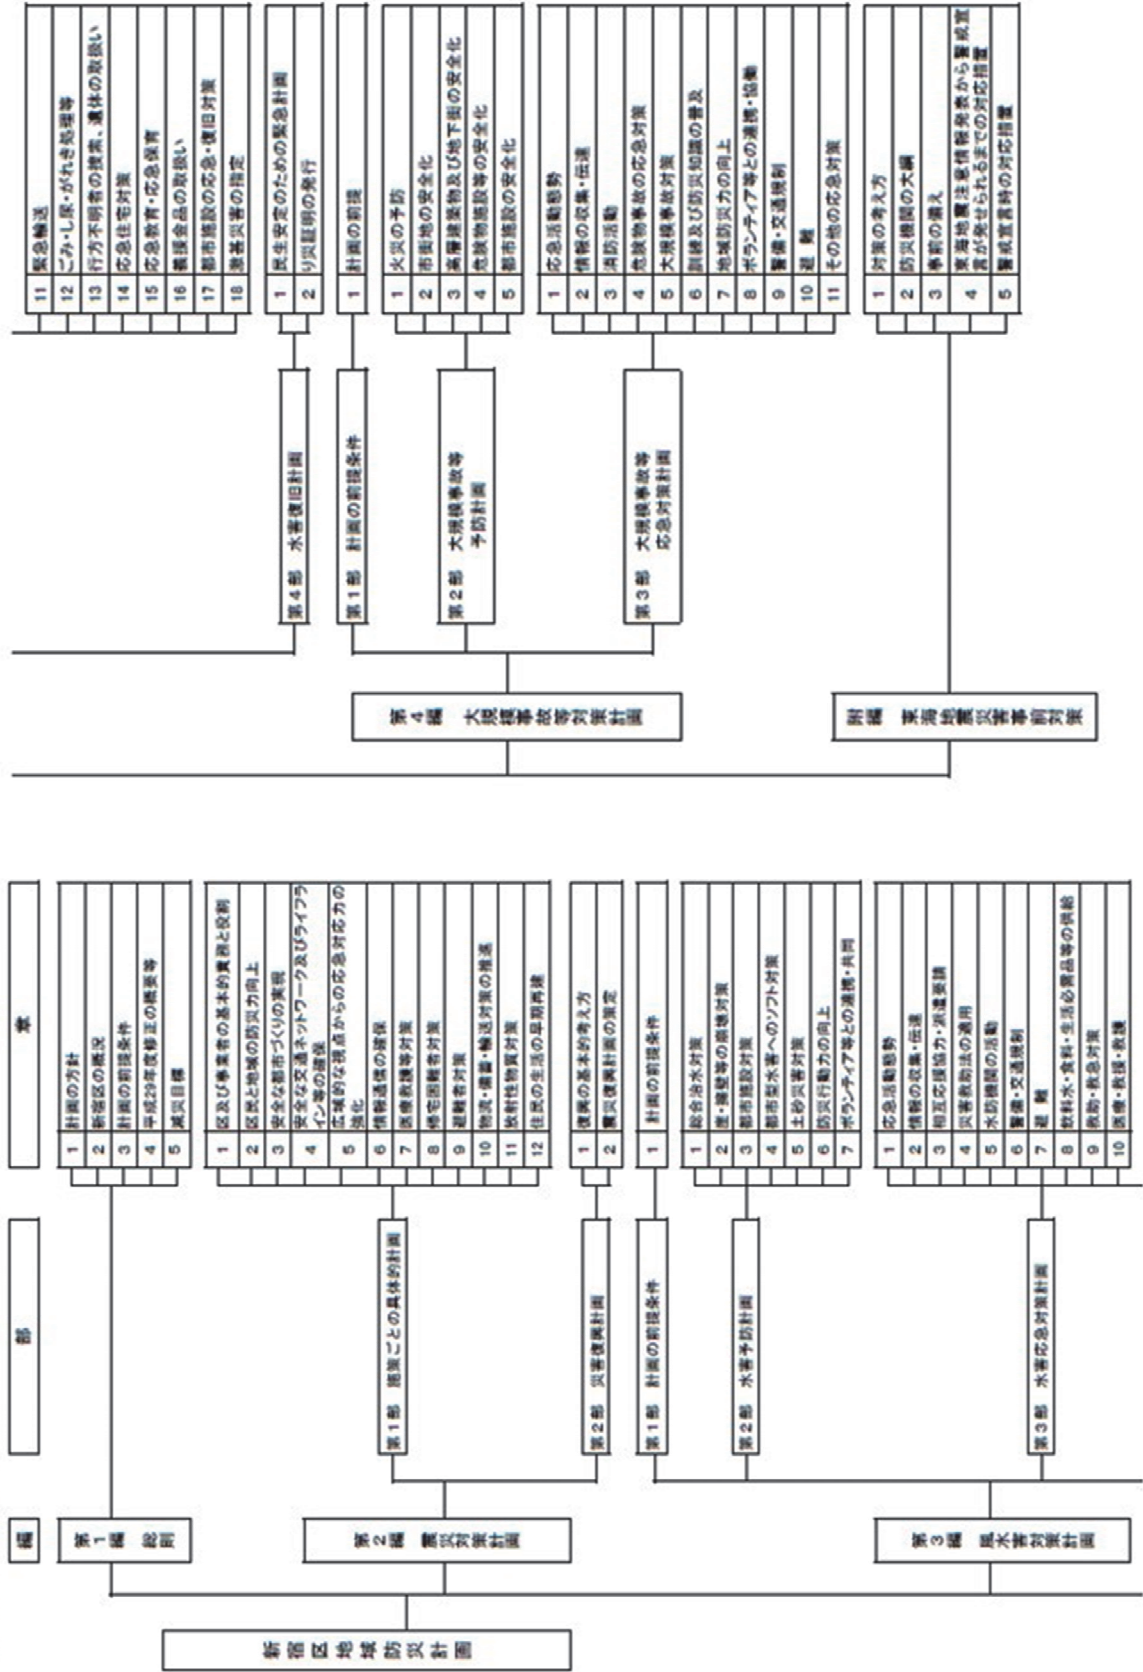 編
部
章
新宿区地域防災計画
第1編 総則
1 計画の方針
2 新宿区の概況
3 計画の前提条件
4 平成29年度修正の概要等
5 減災目標
第2編 震災対策計画
第1部 施策ごとの具体的計画
1 区及び事業者の基本的責務と役割
2 区民と地域の防災力向上
3 安全な都市づくりの実現
4 安全な交通ネットワーク及びライフラ
イン等の確保
5 広域的な視点からの応急対応力の
強化
6 情報通信の確保
7 医療救護等対策
8 帰宅困難者対策
9 避難者対策
10 物流・備蓄・輸送対策の推進
11 放射性物質対策
12 住民の生活の早期再建
第2部 災害復興計画
1 復興の基本的考え方
2 震災復興計画の策定
第3編 風水害対策計画
第1部 計画の前提条件
1 計画の前提条件
第2部 水害予防計画
1 総合治水対策
2 崖・擁壁等の崩壊対策
3 都市施設対策
4 都市型水害へのソフト対策
5 土砂災害対策
6 防災行動力の向上
7 ボランティア等との連携・共同
第3部 水害応急対策計画
1 応急活動態勢
2 情報の収集・伝達
3 相互応援協力・派遣要請
4 災害救助法の適用
5 水防機関の活動
6 警備・交通規制
7 避難
8 飲料水・食料・生活必需品等の供給
9 救助・救急対策
10 医療・救援・救護
11 緊急輸送
12 ごみ・し尿・がれき処理等
13 行方不明者の捜索、遺体の取扱い
14 応急住宅対策
15 応急教育・応急保育
16 義援金品の取扱い
17 都市施設の応急・復旧対策
18 激甚災害の指定
第4部 水害復旧計画
1 民生安定のための緊急計画
2 り災証明の発行
第4編 大規模事故等対策計画
第1部 計画の前提条件
1 計画の前提
第2部 大規模事故等
予防計画
1 火災の予防
2 市街地の安全化
3 高層建築物及び地下街の安全化
4 危険物施設等の安全化
5 都市施設の安全化
第3部 大規模事故等
応急対策計画
1 応急活動態勢
2 情報の収集・伝達
3 消防活動
4 危険物事故の応急対策
5 大規模事故対策
6 訓練及び防災知識の普及
7 地域防災力の向上
8 ボランティア等との連携・協働
9 警備・交通規制
10 避難
11 その他の応急対策
附編 東海地震災害事前対策
1 対策の考え方
2 防災機関の大綱
3 事前の備え
4 東海地震注意情報発表から警戒宣
言が発せられるまでの対応措置
5 警戒宣言時の対応措置